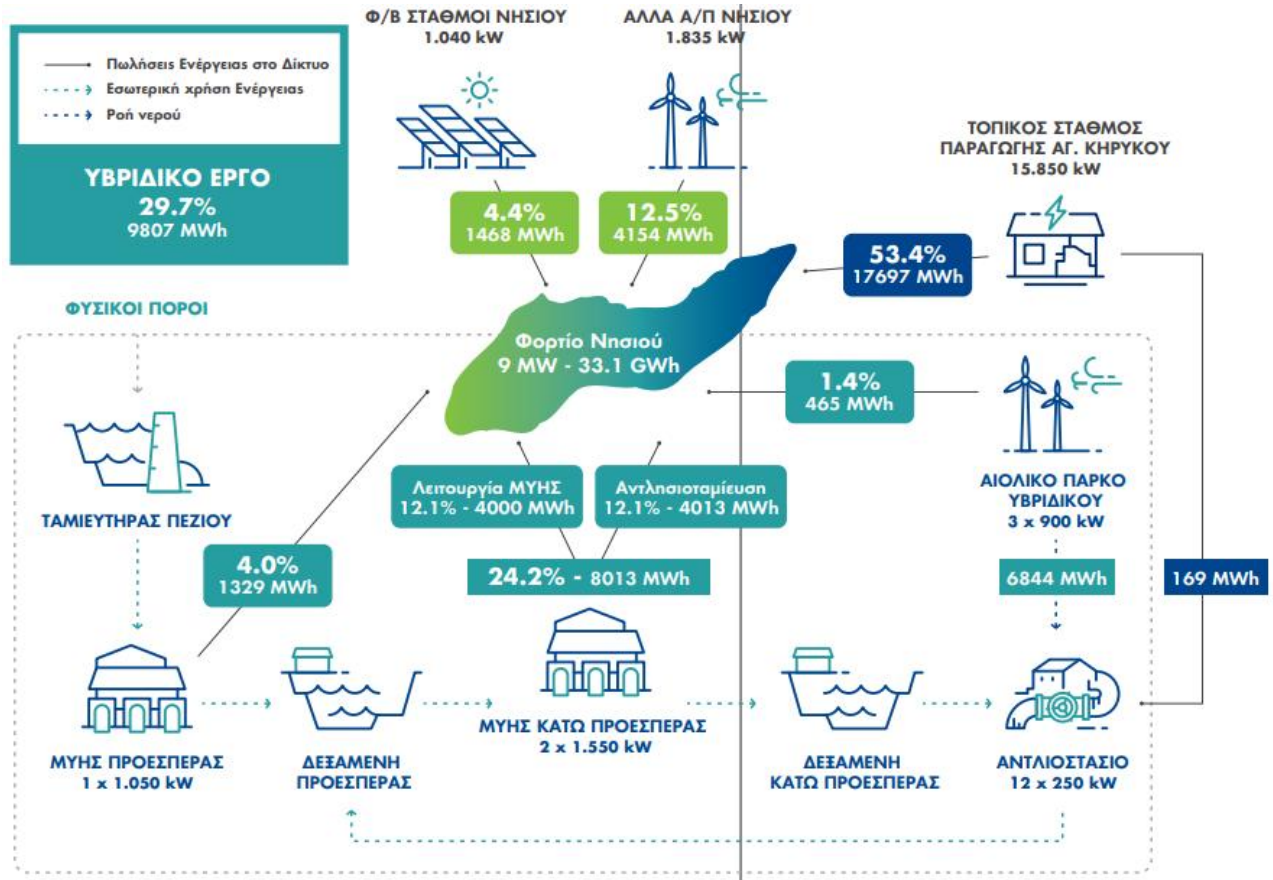 Φ/Β ΣΤΑΘΜΟΙ ΝΗΣΙΟΥ
1.040 kW
ΑΛΛΑ Α/Π ΝΗΣΙΟΥ
1.835 kW
Πωλήσεις Ενέργειας στο Δίκτυο
Εσωτερική χρήση Ενέργειας
Ροή νερού
ΥΒΡΙΔΙΚΟ ΕΡΓΟ
29.7%
9807 MWh
ΤΟΠΙΚΟΣ ΣΤΑΘΜΟΣ
ΠΑΡΑΓΩΓΗΣ ΑΓ. ΚΗΡΥΚΟΥ
15.850 kW
4.4%
1468 MWh
12.5%
4154 MWh
53.4%
17697 MWh
ΦΥΣΙΚΟΙ ΠΟΡΟΙ
Φορτίο Νησιού
9 MW - 33.1 GWh
1.4%
465 MWh
ΤΑΜΙΕΥΤΗΡΑΣ ΠΕΖΙΟΥ
Λειτουργία ΜΥΗΣ
12.1% - 4000 MWh
Αντλησιοταμίευση
12.1% - 4013 MWh
ΑΙΟΛΙΚΟ ΠΑΡΚΟ
ΥΒΡΙΔΙΚΟΥ
3 x 900 kW
4.0%
1329 MWh
24.2% - 8013 MWh
6844 MWh
169 MWh
ΜΥΗΣ ΠΡΟΕΣΠΕΡΑΣ
1 x 1.050 kW
ΔΕΞΑΜΕΝΗ
ΠΡΟΕΣΠΕΡΑΣ
ΜΥΗΣ ΚΑΤΩ ΠΡΟΕΣΠΕΡΑΣ
2 x 1.550 kW
ΔΕΞΑΜΕΝΗ
ΚΑΤΩ ΠΡΟΕΣΠΕΡΑΣ
ΑΝΤΛΙΟΣΤΑΣΙΟ
12 x 250 kW